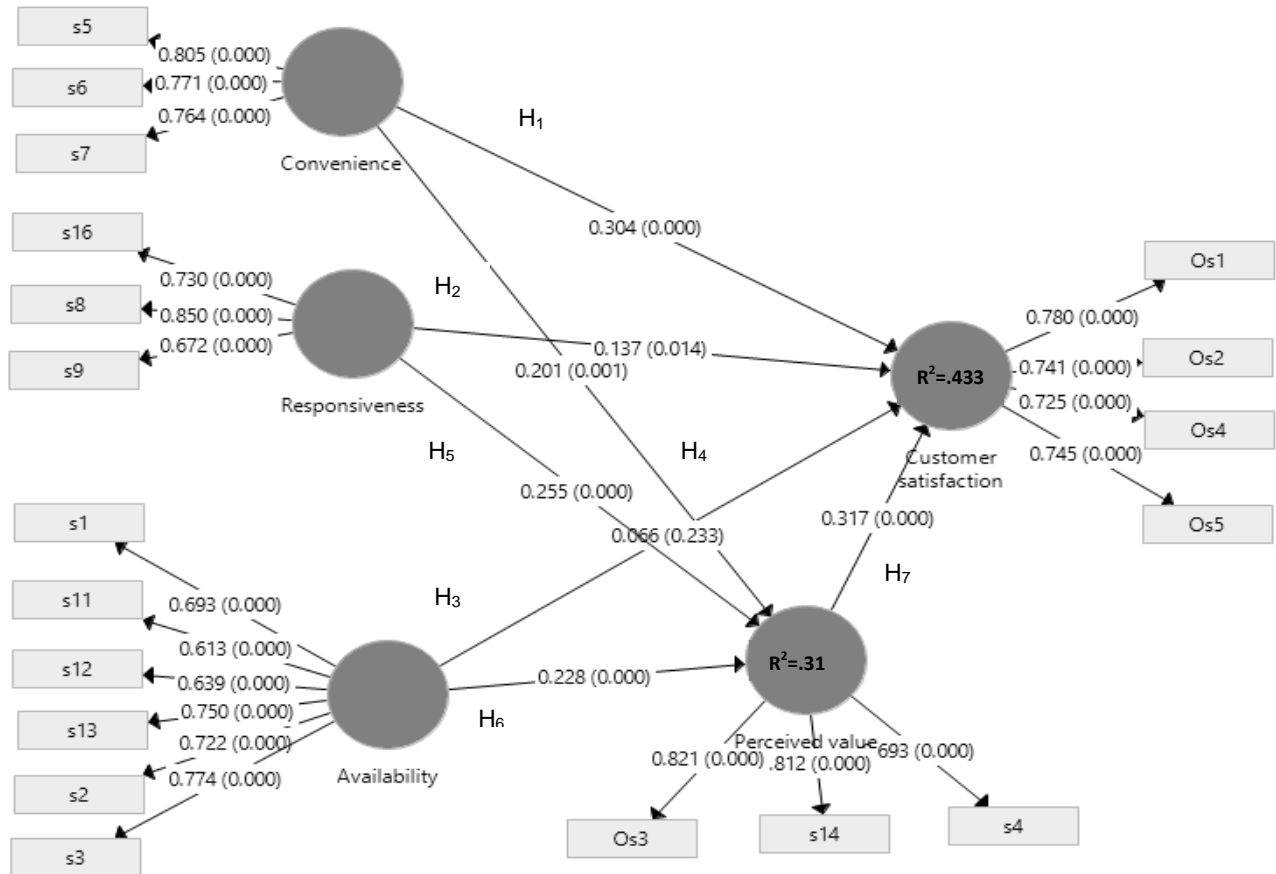 s5
0.805 (0.000)
s6
0.771 (0.000)
0.764 (0.000)
s7
Convenience
H₁
0.304 (0.000)
s16
0.730 (0.000)
s8
0.850 (0.000)
0.672 (0.000)
s9
Responsiveness
H₂
0.137 (0.014)
0.201 (0.001)
R²=.433
Customer
satisfaction
Os1
0.780 (0.000)
Os2
0.741 (0.000)
0.725 (0.000)
Os4
0.745 (0.000)
Os5
H₅
H₄
0.255 (0.000)
0.066 (0.233)
0.317 (0.000)
H₇
H₃
s1
0.693 (0.000)
s11
0.613 (0.000)
s12
0.639 (0.000)
0.750 (0.000)
s13
0.722 (0.000)
s2
0.774 (0.000)
s3
Availability
0.228 (0.000)
H₆
R²=.31
Perceived value
0.821 (0.000)
.812 (0.000)
693 (0.000)
Os3
s14
s4